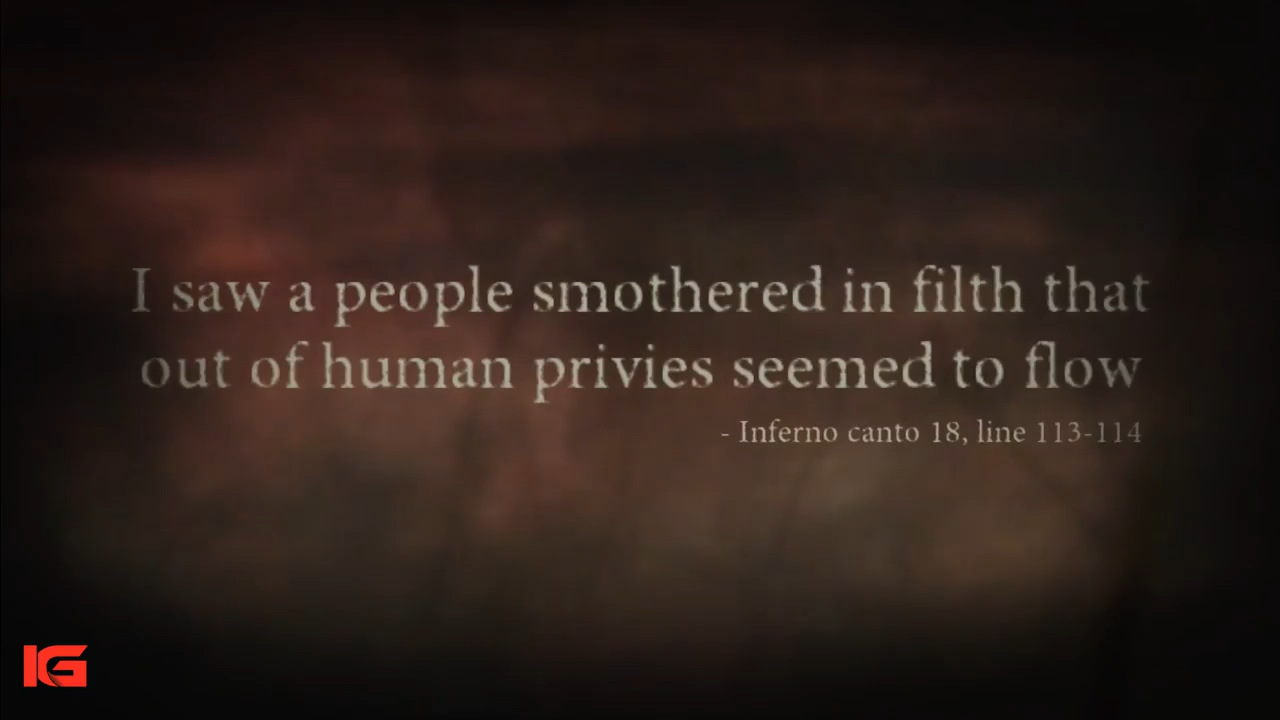 I saw a people smothered in filth that
out of human privies seemed to flow
- Inferno canto 18, line 113-114
IG